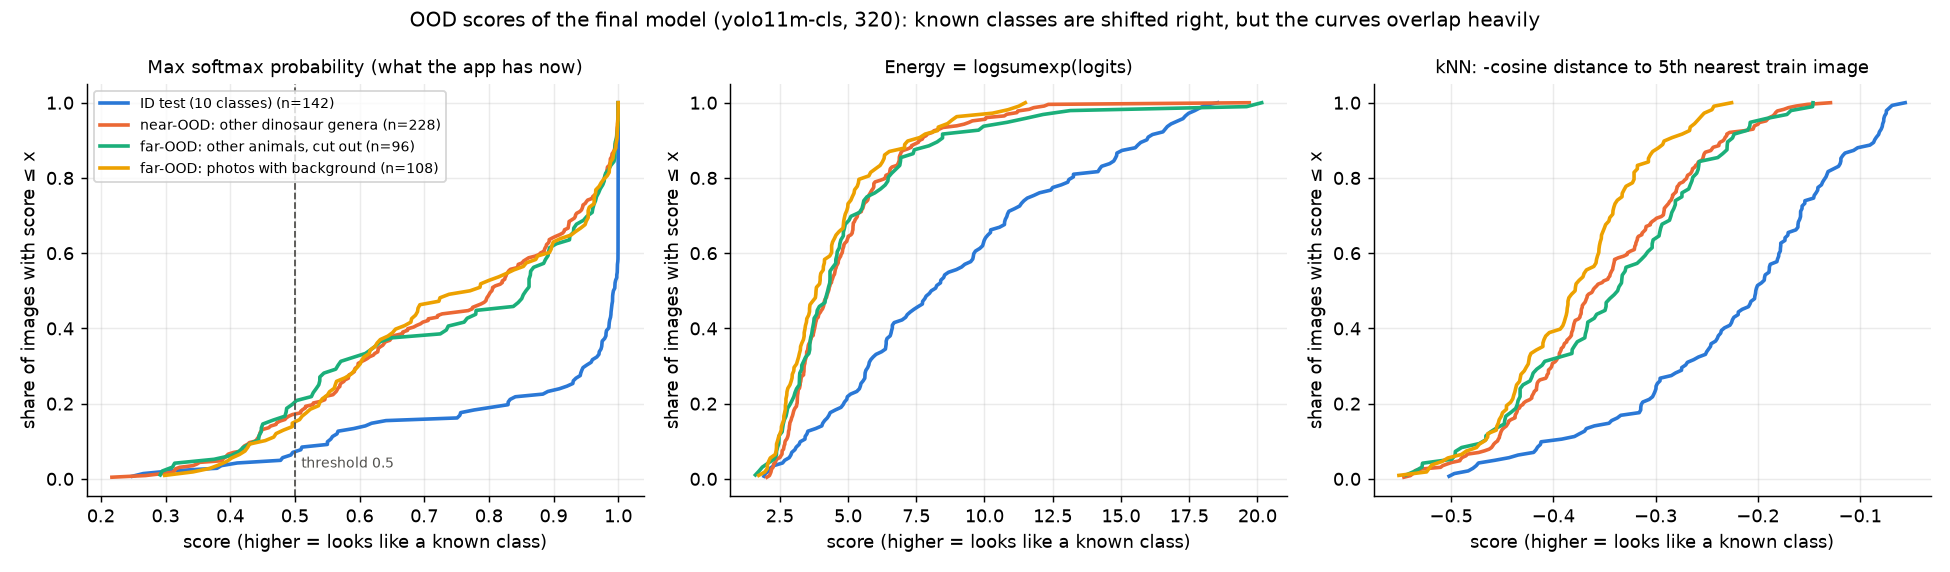 OOD scores of the final model (yolo11m-cls, 320): known classes are shifted right, but the curves overlap heavily
Max softmax probability (what the app has now)
share of images with score ≤ x
1.0
0.8
0.6
0.4
0.2
0.0
ID test (10 classes) (n=142)
near-OOD: other dinosaur genera (n=228)
far-OOD: other animals, cut out (n=96)
far-OOD: photos with background (n=108)
threshold 0.5
0.2 0.3 0.4 0.5 0.6 0.7 0.8 0.9 1.0
score (higher = looks like a known class)
Energy = logsumexp(logits)
share of images with score ≤ x
1.0
0.8
0.6
0.4
0.2
0.0
2.5 5.0 7.5 10.0 12.5 15.0 17.5 20.0
score (higher = looks like a known class)
kNN: -cosine distance to 5th nearest train image
share of images with score ≤ x
1.0
0.8
0.6
0.4
0.2
0.0
−0.5 −0.4 −0.3 −0.2 −0.1
score (higher = looks like a known class)